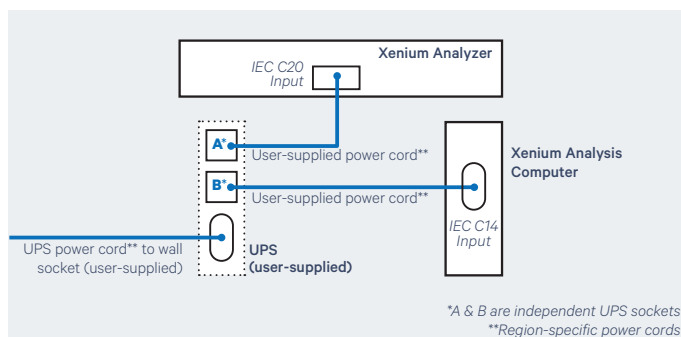 Xenium Analyzer
IEC C20
Input
A*
User-supplied power cord**
Xenium Analysis
Computer
B*
User-supplied power cord**
IEC C14
Input
UPS power cord** to wall
socket (user-supplied)
UPS
(user-supplied)
*A & B are independent UPS sockets
**Region-specific power cords